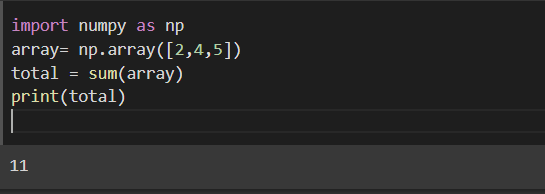 import numpy as np
array= np.array([2,4,5])
total = sum(array)
print(total)
11